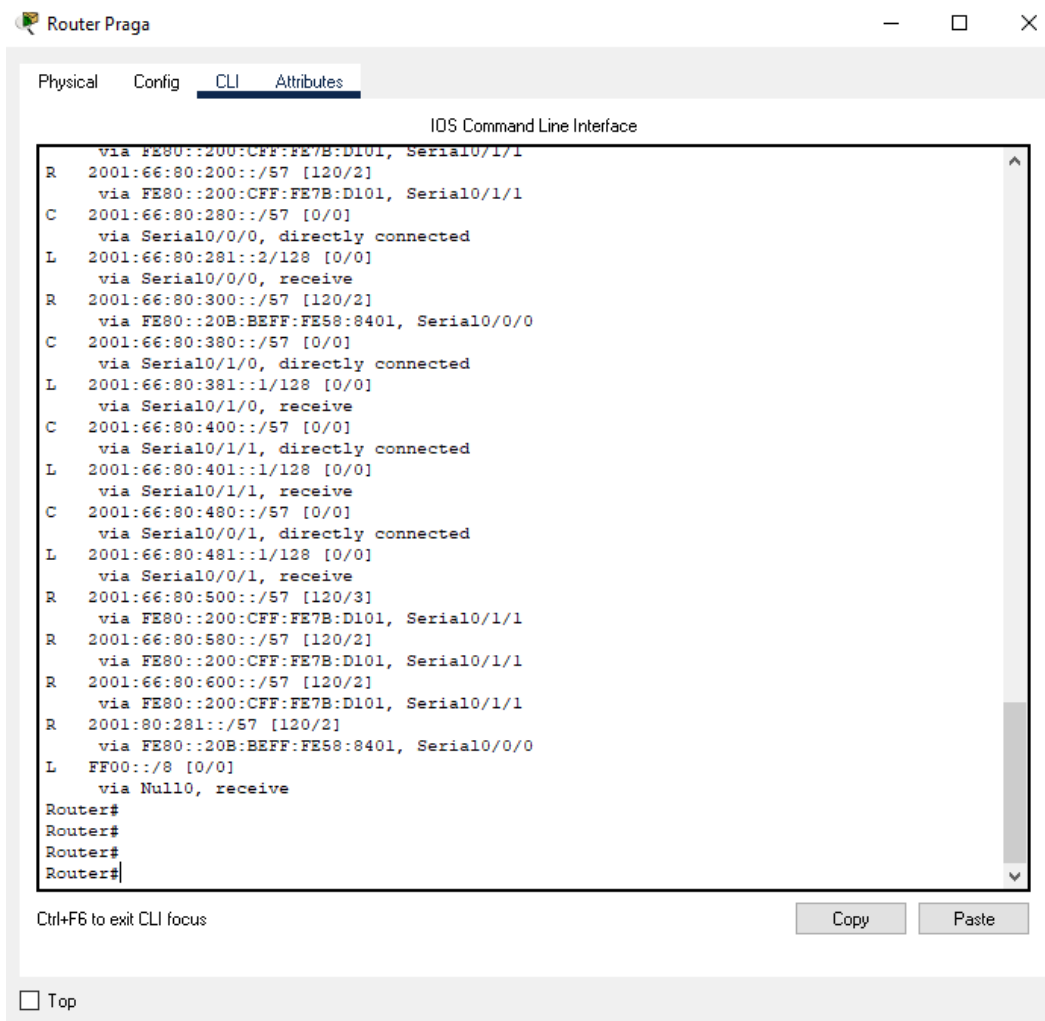 Router Praga
Physical Config CLI Attributes
IOS Command Line Interface
via FE80::200:CFF:FE7B:D101, Serial0/1/1
R 2001:66:80:200::/57 [120/2]
via FE80::200:CFF:FE7B:D101, Serial0/1/1
C 2001:66:80:280::/57 [0/0]
via Serial0/0/0, directly connected
L 2001:66:80:281::2/128 [0/0]
via Serial0/0/0, receive
R 2001:66:80:300::/57 [120/2]
via FE80::20B:BEFF:FE58:8401, Serial0/0/0
C 2001:66:80:380::/57 [0/0]
via Serial0/1/0, directly connected
L 2001:66:80:381::1/128 [0/0]
via Serial0/1/0, receive
C 2001:66:80:400::/57 [0/0]
via Serial0/1/1, directly connected
L 2001:66:80:401::1/128 [0/0]
via Serial0/1/1, receive
C 2001:66:80:480::/57 [0/0]
via Serial0/0/1, directly connected
L 2001:66:80:481::1/128 [0/0]
via Serial0/0/1, receive
R 2001:66:80:500::/57 [120/3]
via FE80::200:CFF:FE7B:D101, Serial0/1/1
R 2001:66:80:580::/57 [120/2]
via FE80::200:CFF:FE7B:D101, Serial0/1/1
R 2001:66:80:600::/57 [120/2]
via FE80::200:CFF:FE7B:D101, Serial0/1/1
R 2001:80:281::/57 [120/2]
via FE80::20B:BEFF:FE58:8401, Serial0/0/0
L FF00::/8 [0/0]
via Null0, receive
Router#
Router#
Router#
Router#
Ctrl+F6 to exit CLI focus
Copy Paste
Top